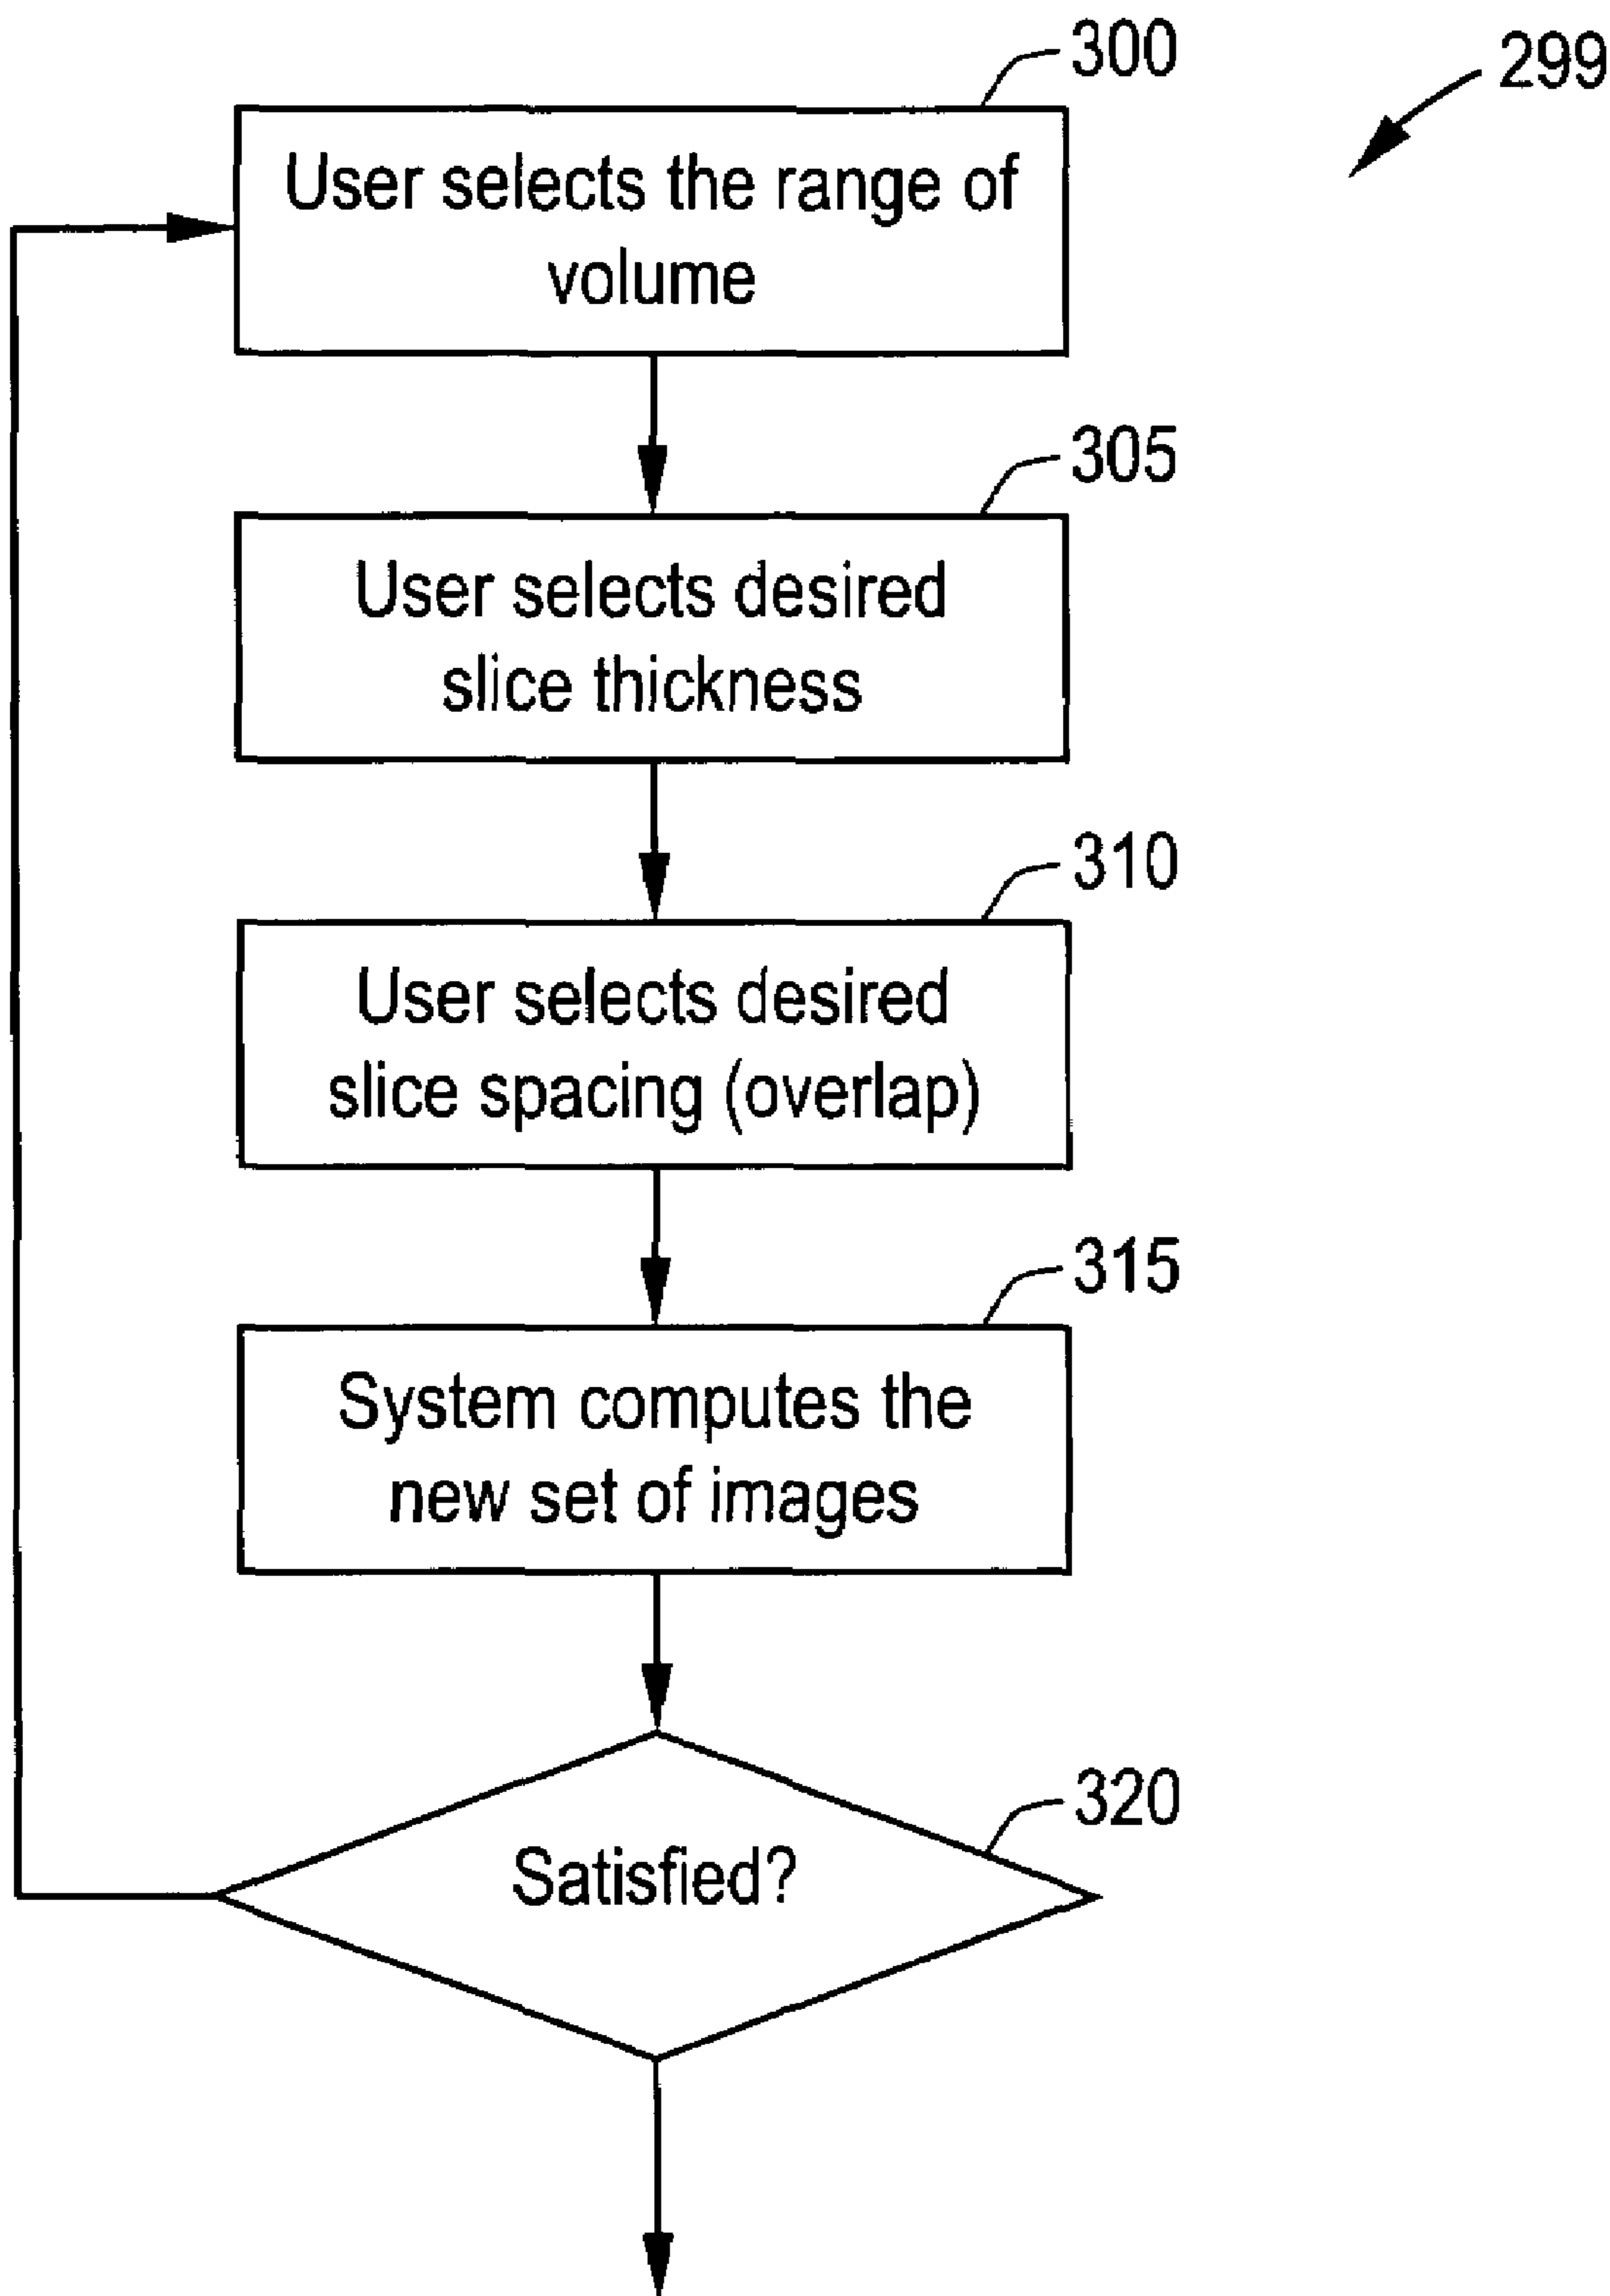 300
299
User selects the range of
volume
305
User selects desired
slice thickness
310
User selects desired
slice spacing (overlap)
315
System computes the
new set of images
320
Satisfied?